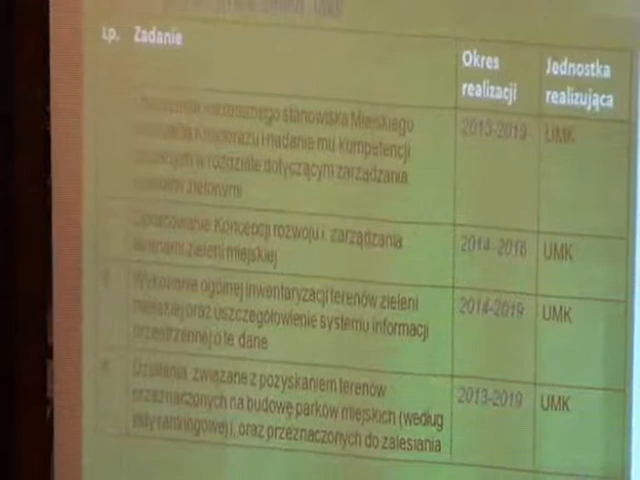 Lp. Zadanie Okres realizacji Jednostka realizująca
stanowiska Miejskiego
i nadanie mu kompetencji
w rozdziale dotyczącym zarządzania
zielonymi
2013-2019 UMK
Opracowanie Koncepcji rozwoju i zarządzania
terenami zieleni miejskiej
2014-2016 UMK
Wykonanie ogólnej inwentaryzacji terenów zieleni
miejskiej oraz uszczegółowienie systemu informacji
przestrzennej o te dane
2014-2019 UMK
Działania związane z pozyskaniem terenów
przeznaczonych na budowę parków miejskich (według
listy rankingowej), oraz przeznaczonych do zalesiania
2013-2019 UMK